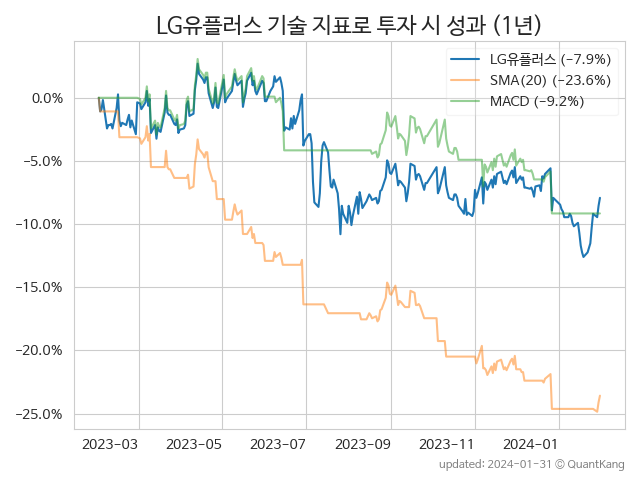 LG유플러스 기술 지표로 투자 시 성과 (1년)
LG유플러스 (−7.9%)
SMA(20) (−23.6%)
MACD (−9.2%)
0.0%
−5.0%
−10.0%
−15.0%
−20.0%
−25.0%
2023-03 2023-05 2023-07 2023-09 2023-11 2024-01
updated: 2024-01-31 © QuantKang